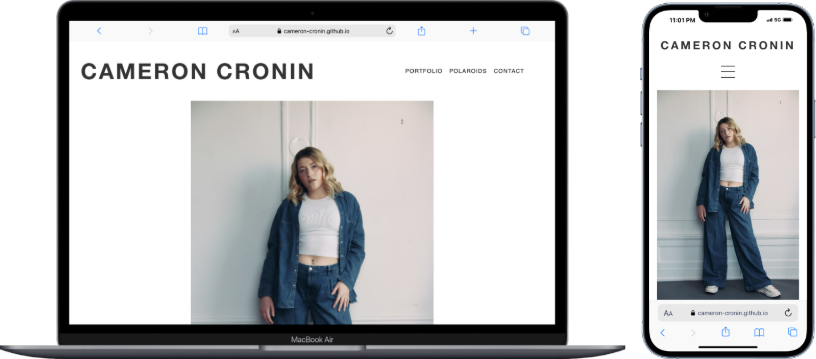 AA cameron-cronin.github.io
CAMERON CRONIN
PORTFOLIO POLAROIDS CONTACT
MacBook Air
11:01 PM 5G
CAMERON CRONIN
AA cameron-cronin.github.io